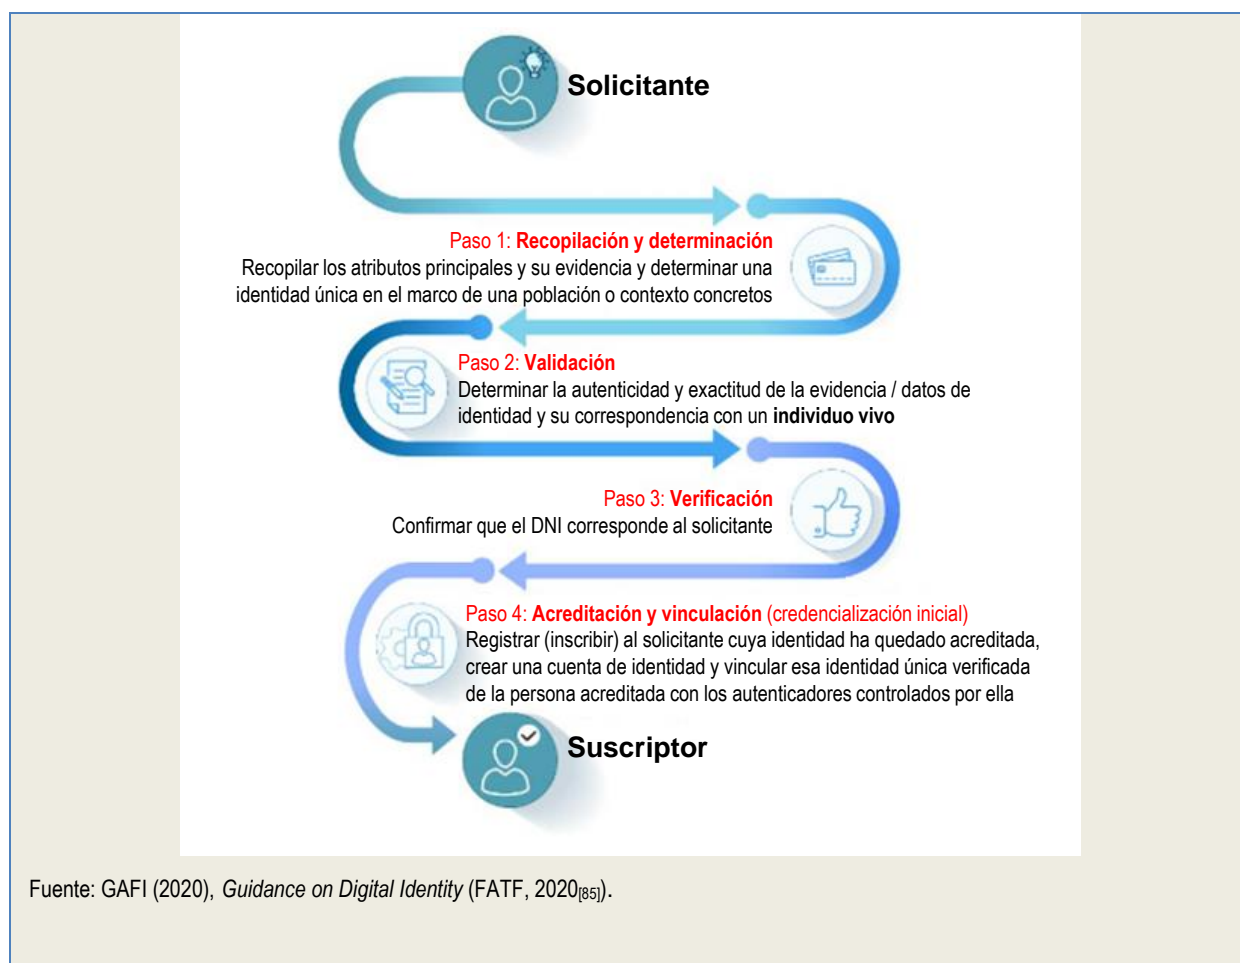 Solicitante
Paso 1: Recopilación y determinación
Recopilar los atributos principales y su evidencia y determinar una
identidad única en el marco de una población o contexto concretos
Paso 2: Validación
Determinar la autenticidad y exactitud de la evidencia / datos de
identidad y su correspondencia con un individuo vivo
Paso 3: Verificación
Confirmar que el DNI corresponde al solicitante
Paso 4: Acreditación y vinculación (credencialización inicial)
Registrar (inscribir) al solicitante cuya identidad ha quedado acreditada,
crear una cuenta de identidad y vincular esa identidad única verificada
de la persona acreditada con los autenticadores controlados por ella
Suscriptor
Fuente: GAFI (2020), Guidance on Digital Identity (FATF, 2020[85]).